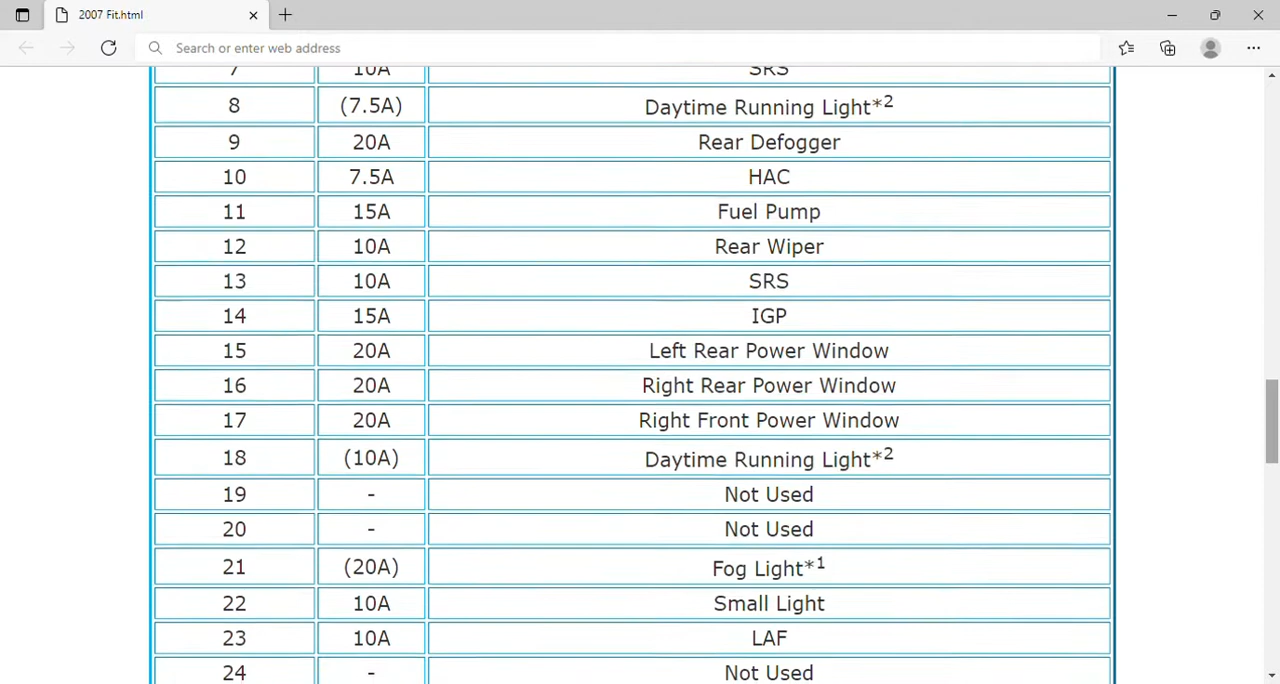 2007 Fit.html
Search or enter web address
7 10A SRS
8 (7.5A) Daytime Running Light*2
9 20A Rear Defogger
10 7.5A HAC
11 15A Fuel Pump
12 10A Rear Wiper
13 10A SRS
14 15A IGP
15 20A Left Rear Power Window
16 20A Right Rear Power Window
17 20A Right Front Power Window
18 (10A) Daytime Running Light*2
19 - Not Used
20 - Not Used
21 (20A) Fog Light*1
22 10A Small Light
23 10A LAF
24 - Not Used